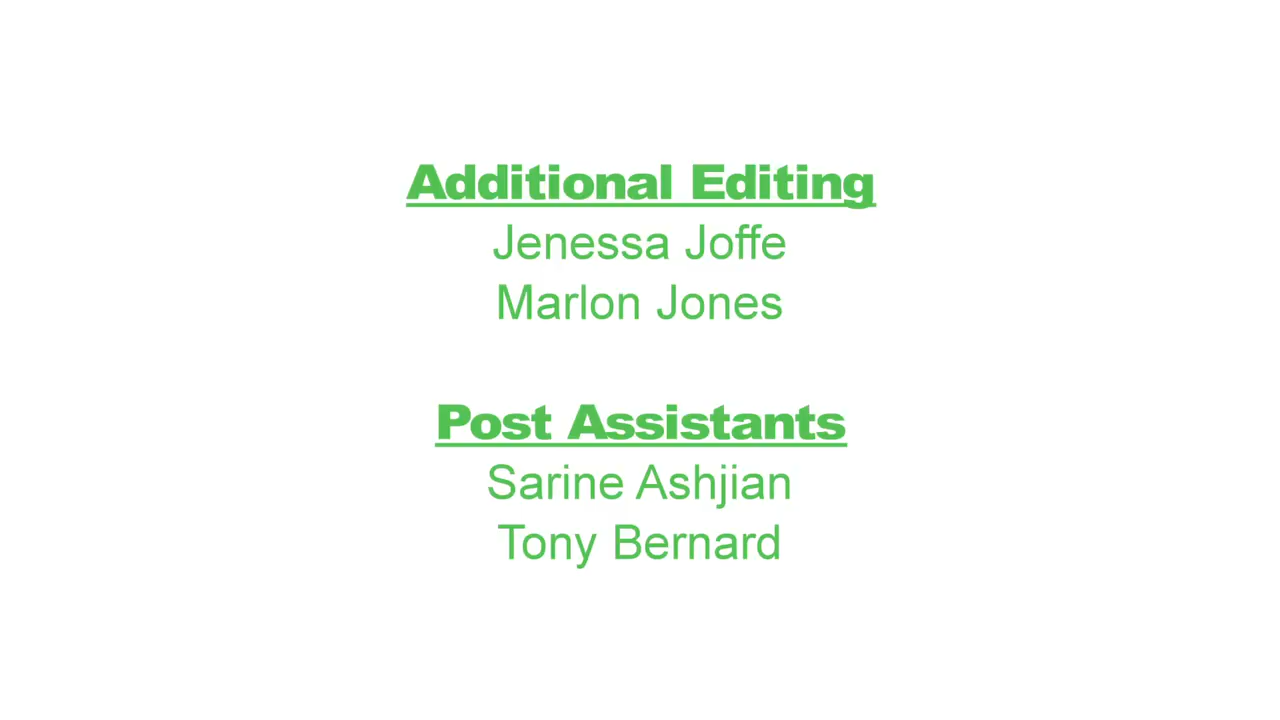 Additional Editing
Jenessa Joffe
Marlon Jones
Post Assistants
Sarine Ashjian
Tony Bernard